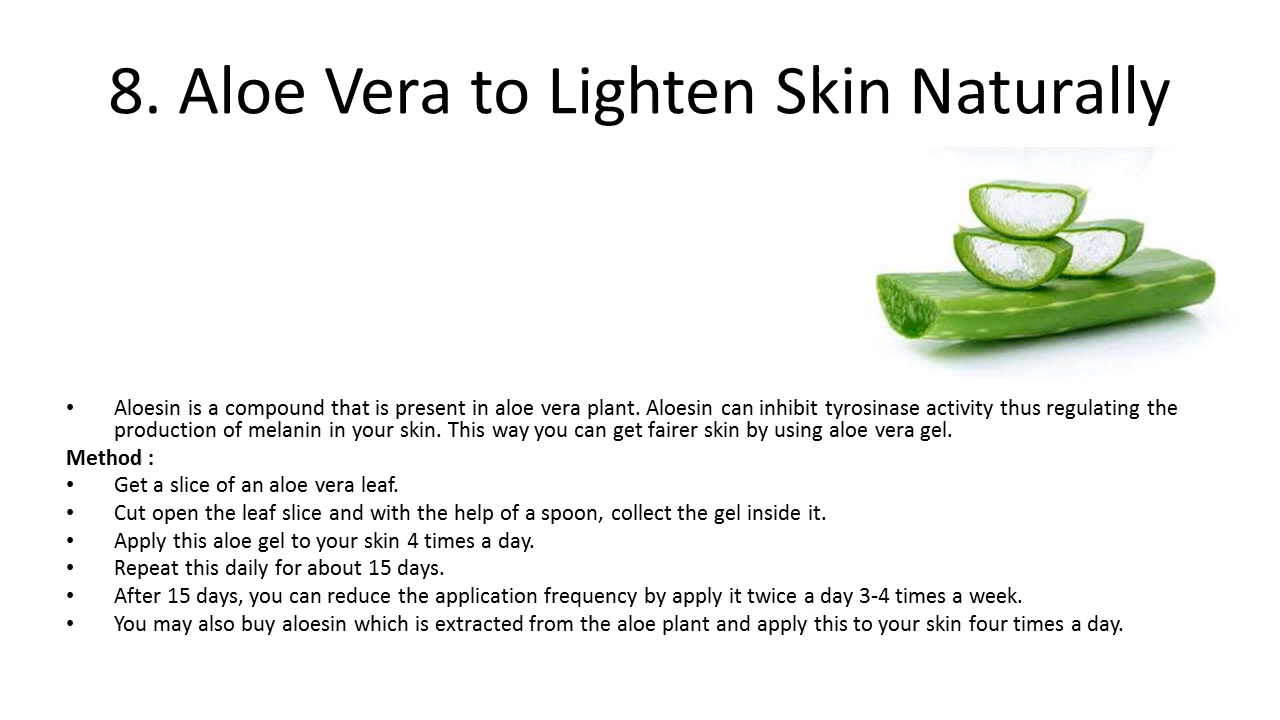 8. Aloe Vera to Lighten Skin Naturally
• Aloesin is a compound that is present in aloe vera plant. Aloesin can inhibit tyrosinase activity thus regulating the
production of melanin in your skin. This way you can get fairer skin by using aloe vera gel.
Method :
• Get a slice of an aloe vera leaf.
• Cut open the leaf slice and with the help of a spoon, collect the gel inside it.
• Apply this aloe gel to your skin 4 times a day.
• Repeat this daily for about 15 days.
• After 15 days, you can reduce the application frequency by apply it twice a day 3-4 times a week.
• You may also buy aloesin which is extracted from the aloe plant and apply this to your skin four times a day.